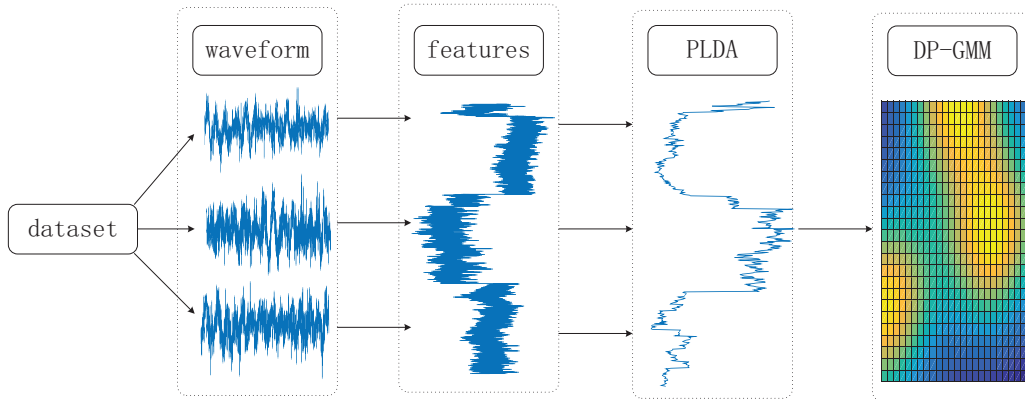 waveform
features
PLDA
DP-GMM
dataset